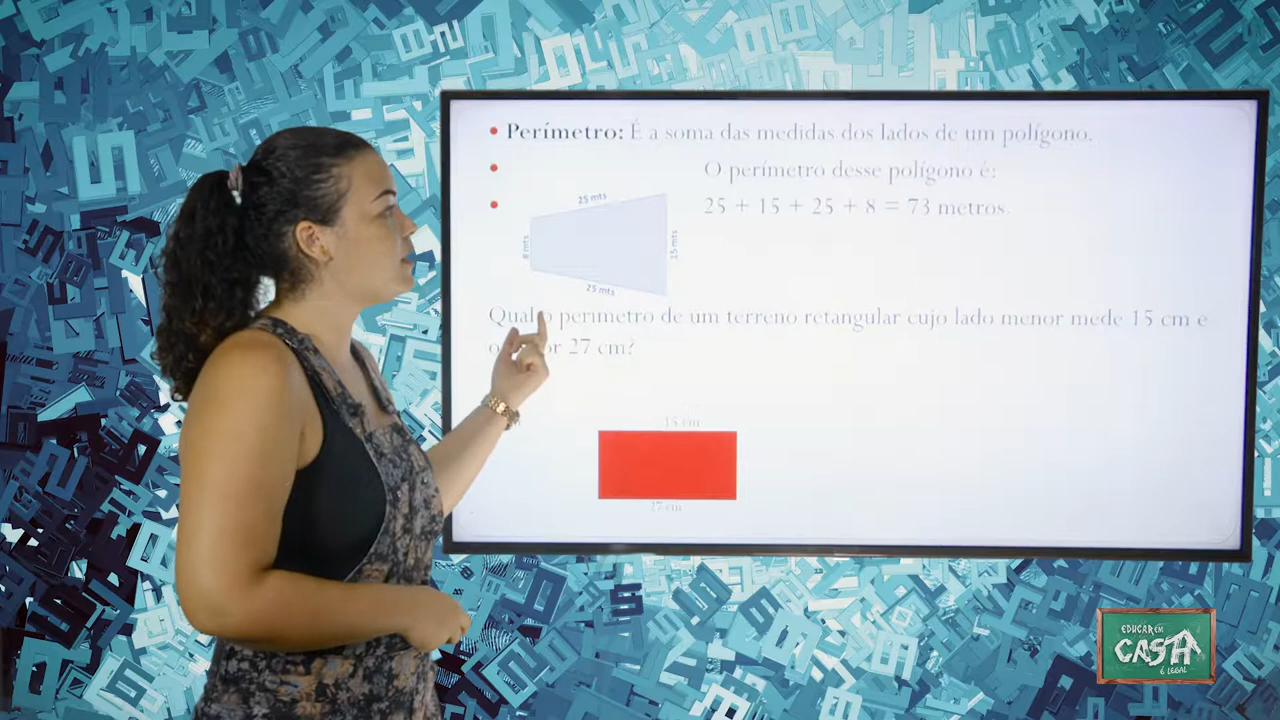 Perímetro: É a soma das medidas dos lados de um polígono.
O perímetro desse polígono é:
25 + 15 + 25 + 8 = 73 metros.
25 mts
8 mts
15 mts
25 mts
Qual o perímetro de um terreno retangular cujo lado menor mede 15 cm e
o 27 cm?
15 cm
27 cm
EDUCAR EM
CASA
É LEGAL